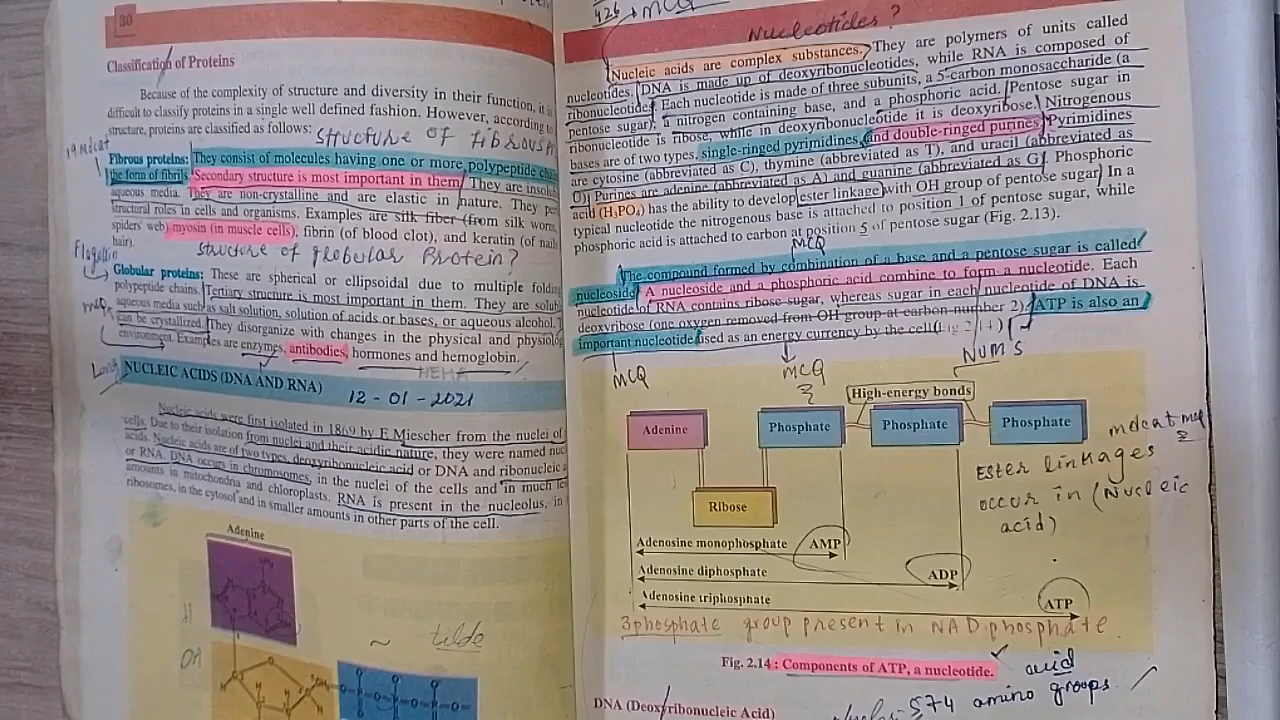 30
Classification of Proteins
Because of the complexity of structure and diversity in their function, it is
difficult to classify proteins in a single well defined fashion. However, according to
structure, proteins are classified as follows:
structure of fibrous
19 Mdcat
Fibrous proteins: They consist of molecules having one or more polypeptide
the form of fibrils. Secondary structure is most important in them. They are
aqueous media. They are non-crystalline and are elastic in nature. They
structural roles in cells and organisms. Examples are silk fiber (from silk
spiders' web) myosin (in muscle cells), fibrin (of blood clot), and keratin (of
hair).
structure of globular Protein?
Globular proteins: These are spherical or ellipsoidal due to multiple folding
polypeptide chains. Tertiary structure is most important in them. They are
aqueous media such as salt solution, solution of acids or bases, or aqueous alcohol.
can be crystallized. They disorganize with changes in the physical and
environment. Examples are enzymes, antibodies, hormones and hemoglobin.
HEMA
Long
NUCLEIC ACIDS (DNA AND RNA)
12-01-2021
Nucleic acids were first isolated in 1869 by F. Miescher from the nuclei of
cells. Due to their isolation from nuclei and their acidic nature, they were named
acids. Nucleic acids are of two types, deoxyribonucleic acid or DNA and ribonucleic
or RNA. DNA occurs in chromosomes, in the nuclei of the cells and in much
amounts in mitochondria and chloroplasts. RNA is present in the nucleolus, in
ribosomes, in the cytosol and in smaller amounts in other parts of the cell.
Adenine
~ tilde
426 → MCQ
Nucleotides?
Nucleic acids are complex substances. They are polymers of units called
nucleotides. DNA is made up of deoxyribonucleotides, while RNA is composed of
ribonucleotides. Each nucleotide is made of three subunits, a 5-carbon monosaccharide (a
pentose sugar), a nitrogen containing base, and a phosphoric acid. Pentose sugar in
ribonucleotide is ribose, while in deoxyribonucleotide it is deoxyribose. Nitrogenous
bases are of two types, single-ringed pyrimidines, and double-ringed purines. Pyrimidines
are cytosine (abbreviated as C), thymine (abbreviated as T), and uracil (abbreviated as
U). Purines are adenine (abbreviated as A) and guanine (abbreviated as G). Phosphoric
acid (H₃PO₄) has the ability to develop ester linkage with OH group of pentose sugar. In a
typical nucleotide the nitrogenous base is attached to position 1 of pentose sugar, while
phosphoric acid is attached to carbon at position 5 of pentose sugar (Fig. 2.13).
MCQ
The compound formed by combination of a base and a pentose sugar is called
nucleoside. A nucleoside and a phosphoric acid combine to form a nucleotide. Each
nucleotide of RNA contains ribose sugar, whereas sugar in each nucleotide of DNA is
deoxyribose (one oxygen removed from OH group at carbon number 2). ATP is also an
important nucleotide used as an energy currency by the cell (Fig 2.14)
MCQ
MCQ
NUMS
High-energy bonds
Adenine
Phosphate
Phosphate
Phosphate
mdcat
Ester linkages
occur in (Nucleic
acid)
Ribose
Adenosine monophosphate AMP
Adenosine diphosphate ADP
Adenosine triphosphate ATP
3phosphate group present in NAD phosphate
Fig. 2.14 : Components of ATP, a nucleotide.
acid
574 amino groups.
DNA (Deoxyribonucleic Acid)